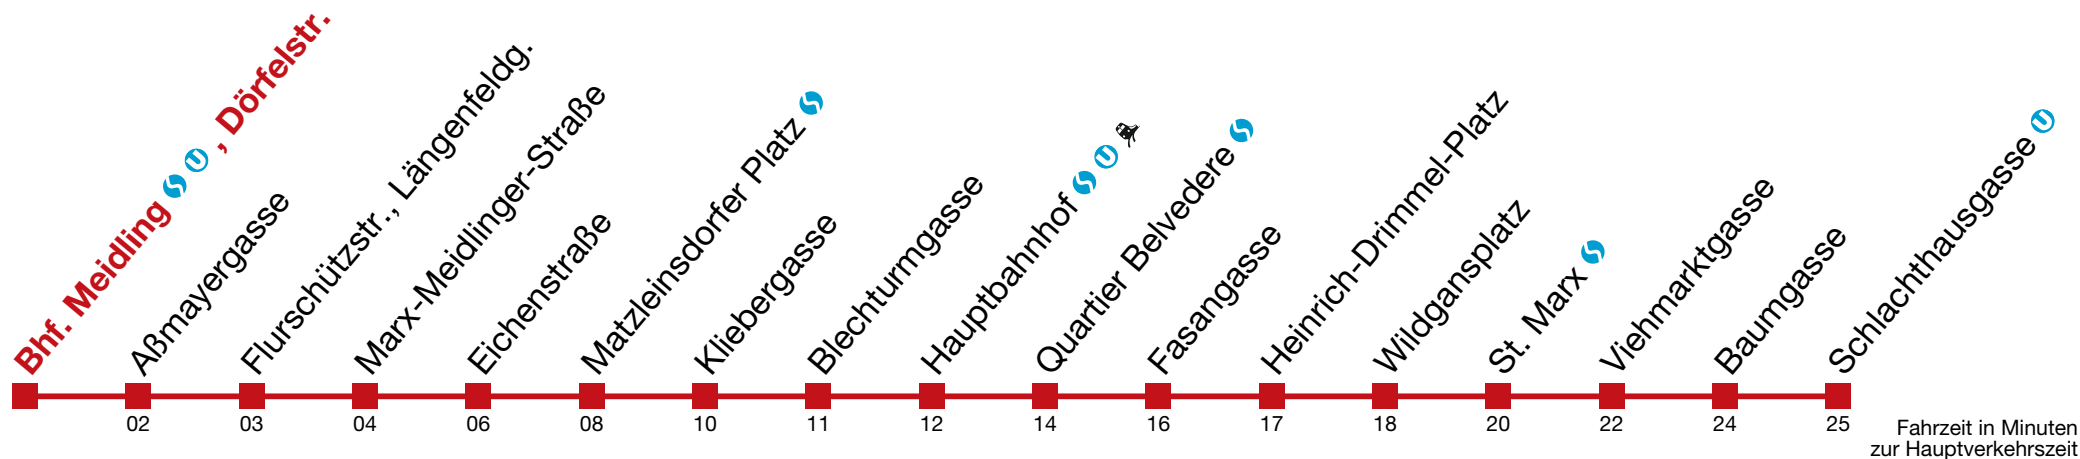 Bhf. Meidling S U , Dörfelstr.
Aßmayergasse
Flurschützstr., Längenfeldg.
Marx-Meidlinger-Straße
Eichenstraße
Matzleinsdorfer Platz S
Kliebergasse
Blechturmgasse
Hauptbahnhof S U
Quartier Belvedere S
Fasangasse
Heinrich-Drimmel-Platz
Wildgansplatz
St. Marx S
Viehmarktgasse
Baumgasse
Schlachthausgasse U
02 03 04 06 08 10 11 12 14 16 17 18 20 22 24 25
Fahrzeit in Minuten
zur Hauptverkehrszeit